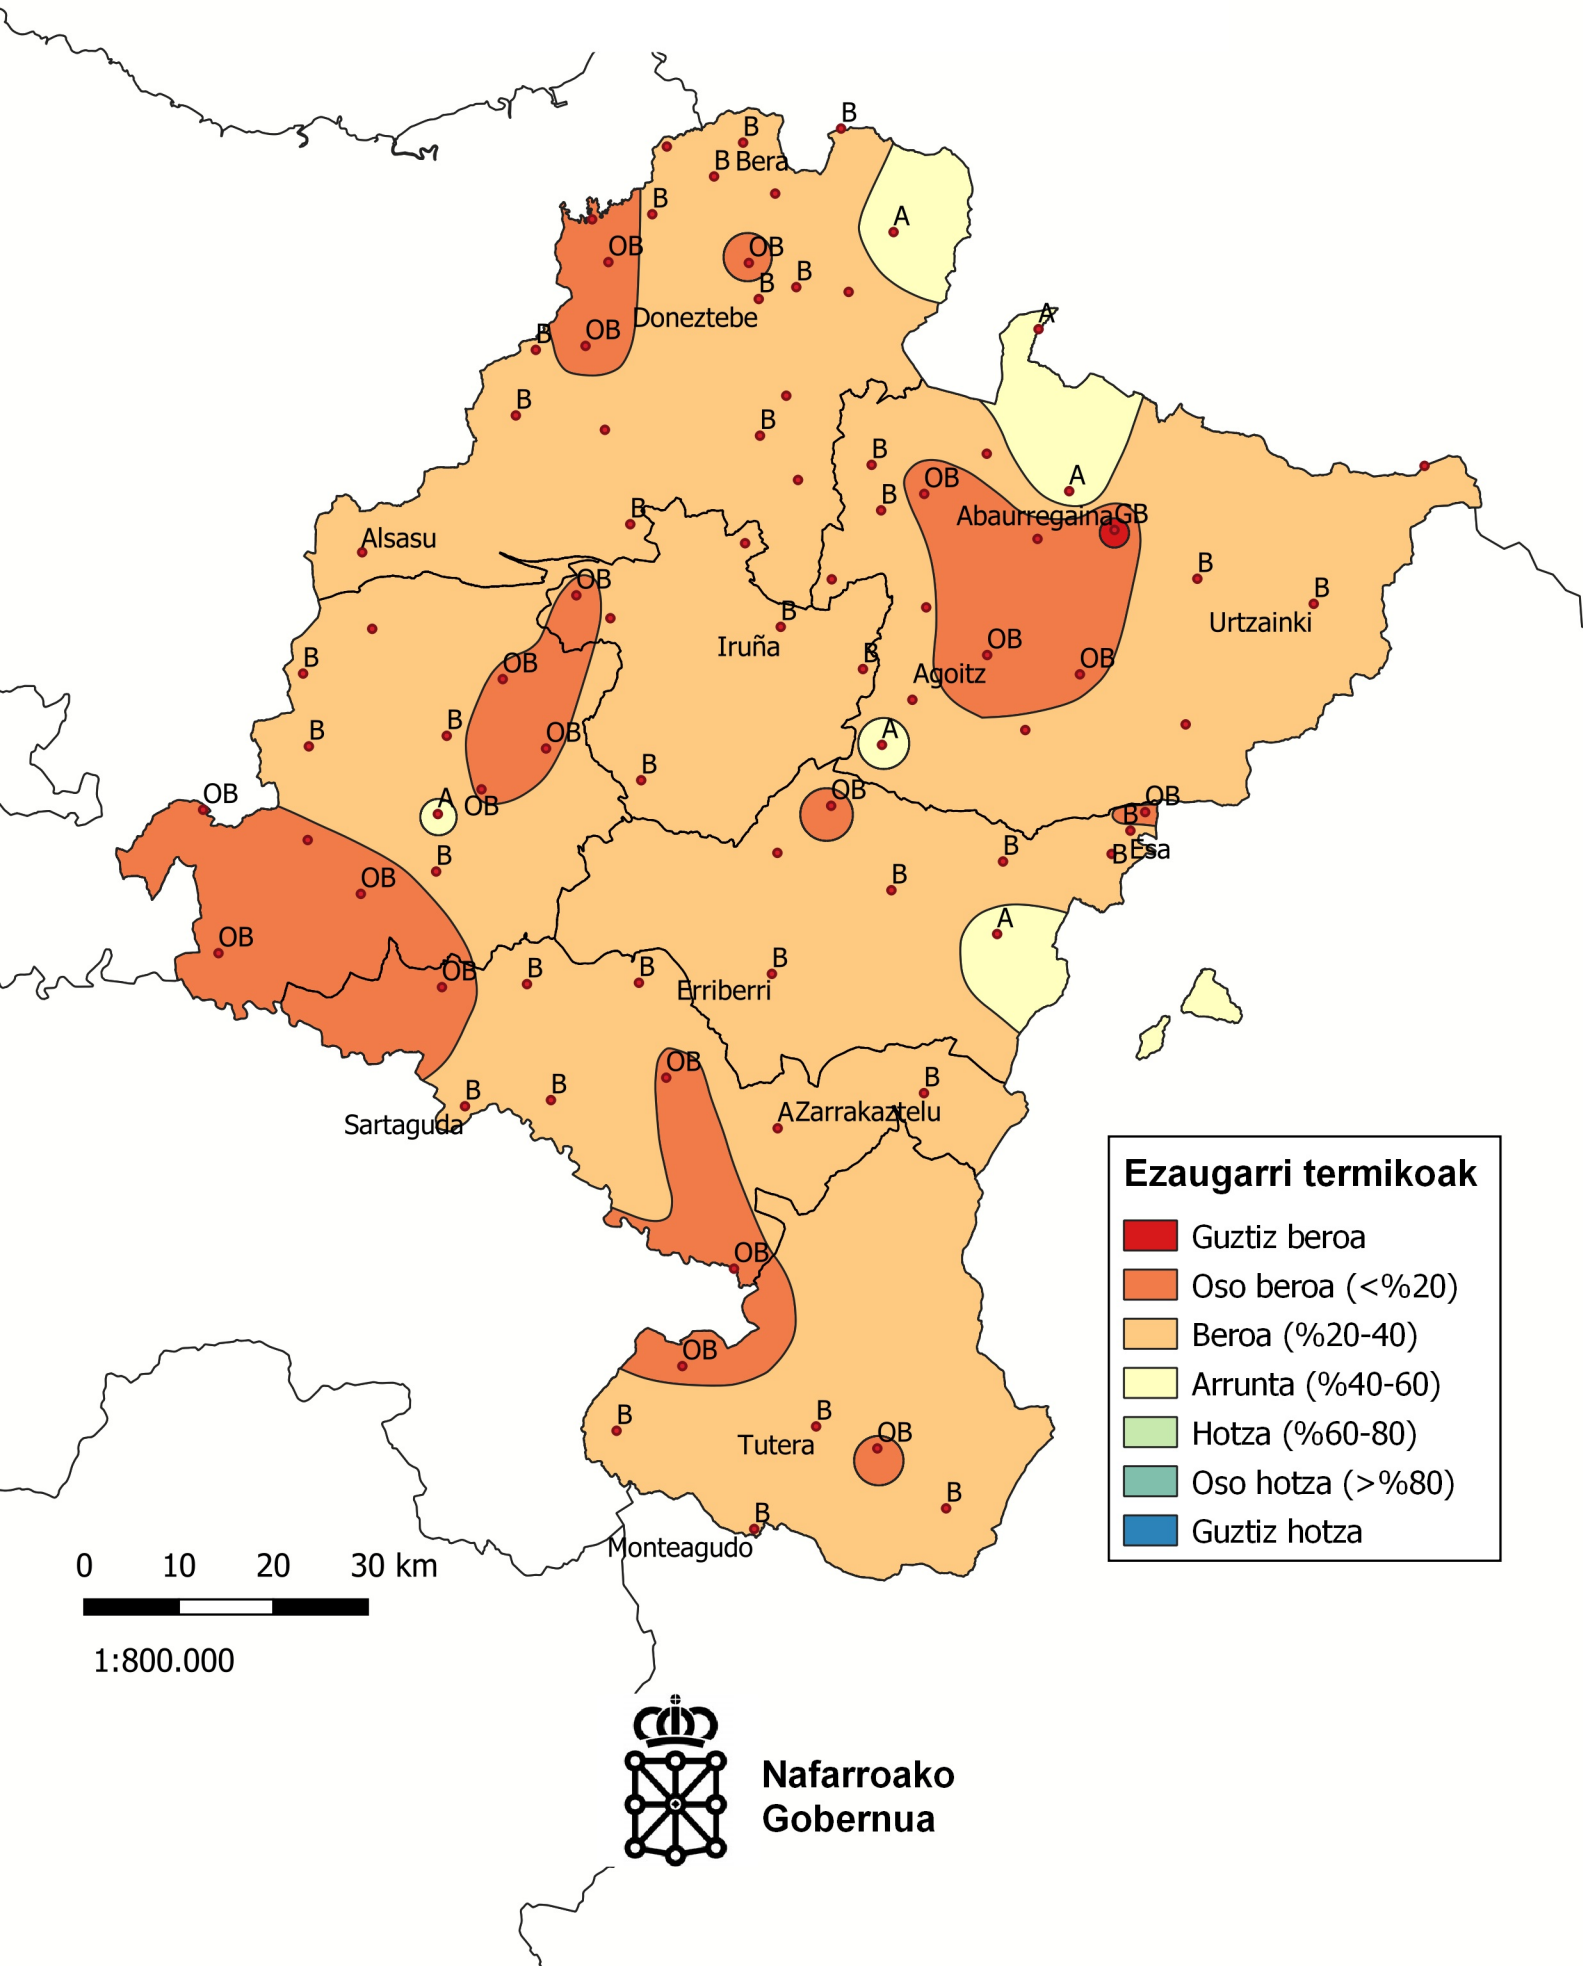 B
B
B Bera
B
A
OB
OB
B
B
A
Doneztebe
OB
B
B
B
B
OB
A
B
Abaurregaina GB
B
Alsasu
OB
B
B
B
Urtzainki
Iruña
OB
B
B
OB
OB
Agoitz
B
B
OB
A
B
OB
OB
OB
A
OB
B
B
B
B Esa
OB
B
A
OB
OB
B
B
B
Erriberri
OB
B
B
B
A Zarrakaztelu
Sartaguda
OB
OB
B
B
Tutera
OB
B
B
Monteagudo
Ezaugarri termikoak
Guztiz beroa
Oso beroa (<%20)
Beroa (%20-40)
Arrunta (%40-60)
Hotza (%60-80)
Oso hotza (>%80)
Guztiz hotza
0 10 20 30 km
1:800.000
Nafarroako
Gobernua